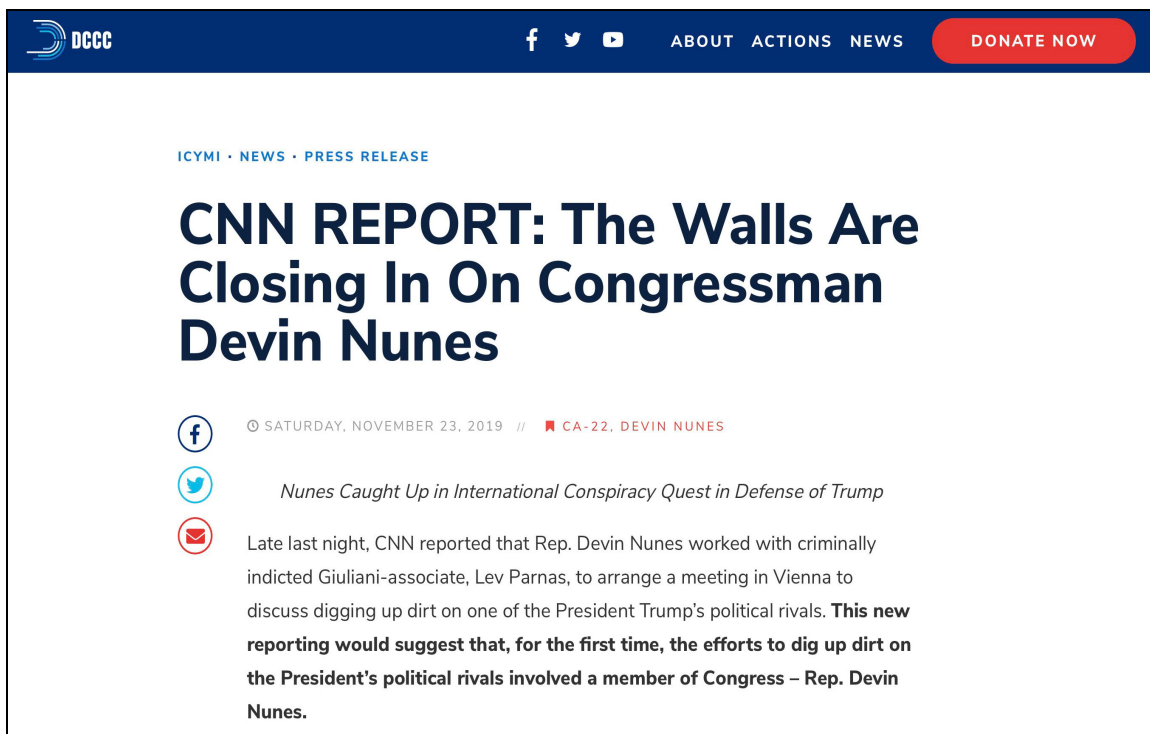 DCCC
ABOUT ACTIONS NEWS DONATE NOW
ICYMI · NEWS · PRESS RELEASE
CNN REPORT: The Walls Are
Closing In On Congressman
Devin Nunes
SATURDAY, NOVEMBER 23, 2019 // CA-22, DEVIN NUNES
Nunes Caught Up in International Conspiracy Quest in Defense of Trump
Late last night, CNN reported that Rep. Devin Nunes worked with criminally
indicted Giuliani-associate, Lev Parnas, to arrange a meeting in Vienna to
discuss digging up dirt on one of the President Trump’s political rivals. This new
reporting would suggest that, for the first time, the efforts to dig up dirt on
the President’s political rivals involved a member of Congress – Rep. Devin
Nunes.